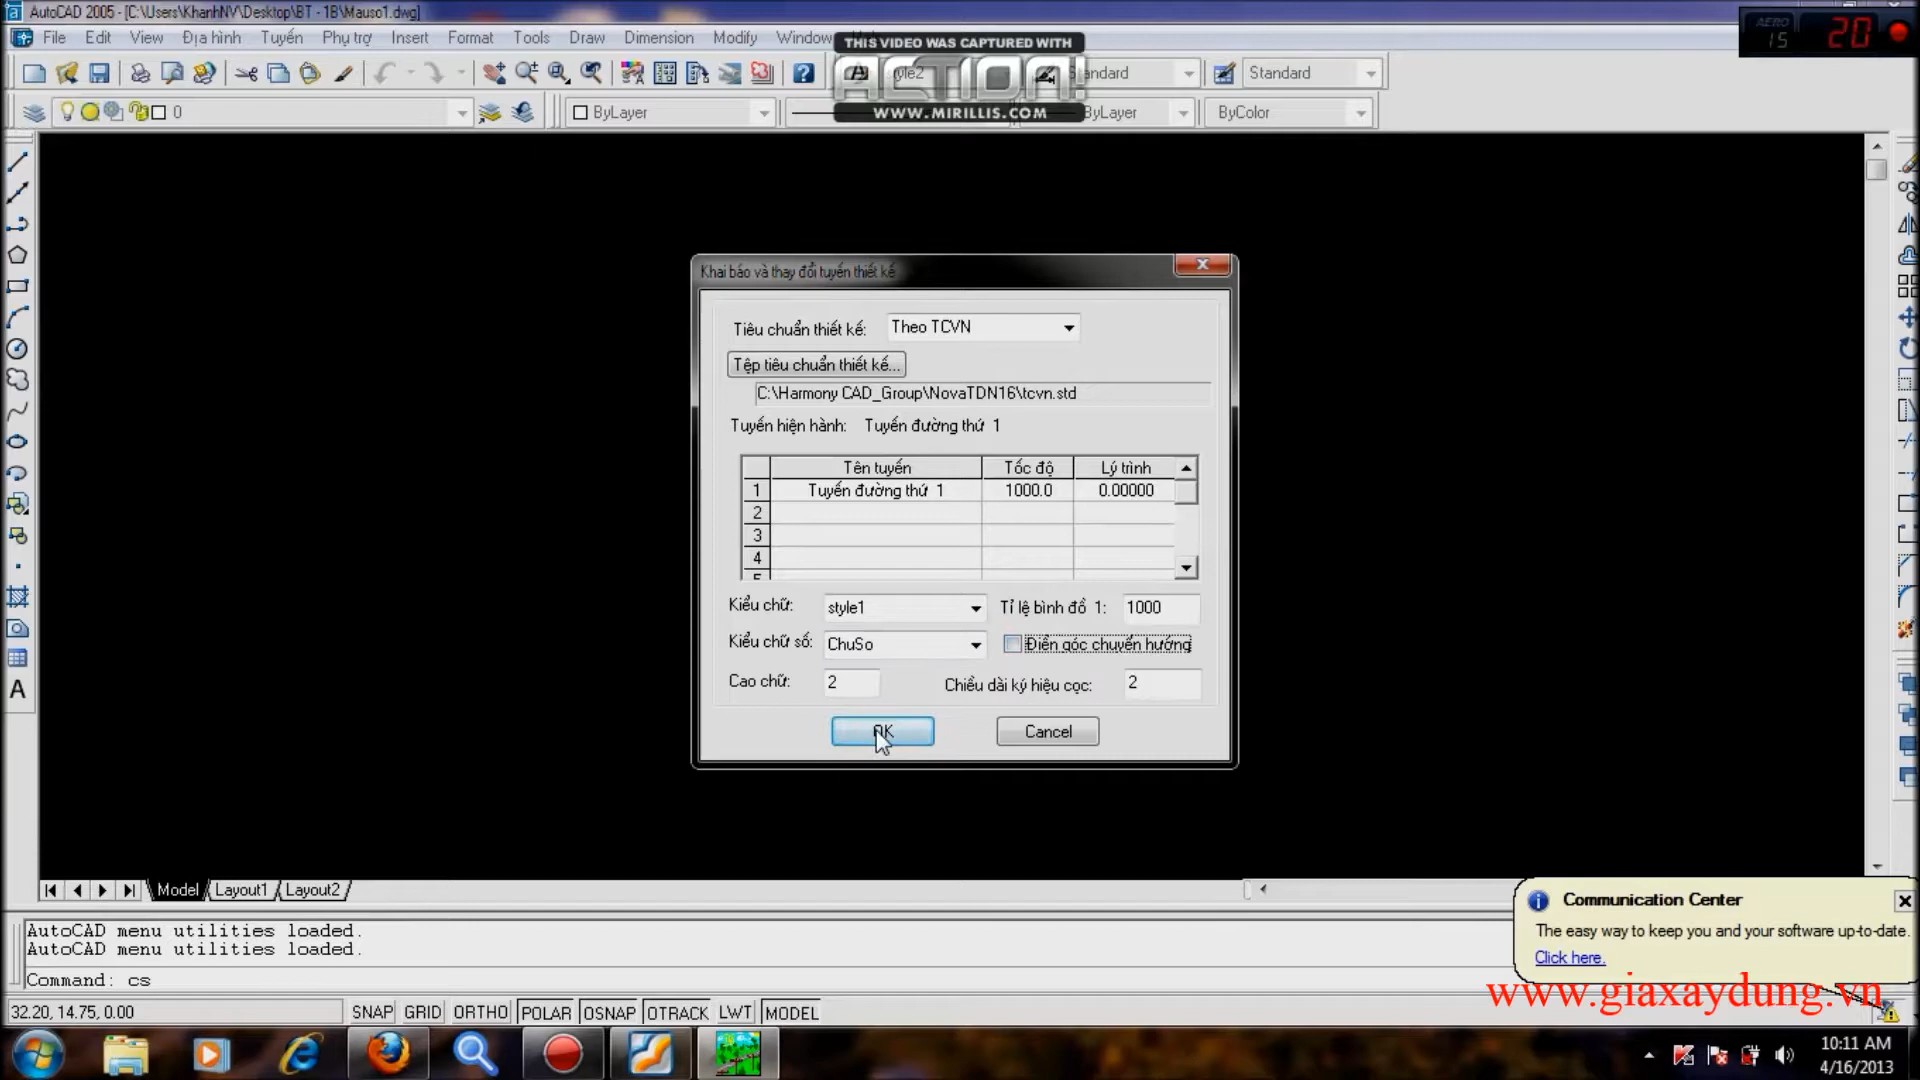 AutoCAD 2005 - [C:\Users\KhanhNV\Desktop\BT - 1B\Mauso1.dwg]
File Edit View Địa hình Tuyến Phụ trợ Insert Format Tools Draw Dimension Modify Window
AERO
15
20
THIS VIDEO WAS CAPTURED WITH
ACTION!
WWW.MIRILLIS.COM
Standard
0
ByLayer
ByLayer
ByColor
Khai báo và thay đổi tuyến thiết kế
Tiêu chuẩn thiết kế: Theo TCVN
Tệp tiêu chuẩn thiết kế...
C:\Harmony CAD_Group\NovaTDN16\tcvn.std
Tuyến hiện hành: Tuyến đường thứ 1
Tên tuyến Tốc độ Lý trình
1 Tuyến đường thứ 1 1000.0 0.00000
2
3
4
Kiểu chữ: style1 Tỉ lệ bình đồ 1: 1000
Kiểu chữ số: ChuSo Điền góc chuyển hướng
Cao chữ: 2 Chiều dài ký hiệu cọc: 2
OK Cancel
A
Model Layout1 Layout2
AutoCAD menu utilities loaded.
AutoCAD menu utilities loaded.
Command: cs
Communication Center
The easy way to keep you and your software up-to-date.
Click here.
www.giaxaydung.vn
32.20, 14.75, 0.00 SNAP GRID ORTHO POLAR OSNAP OTRACK LWT MODEL
10:11 AM
4/16/2013